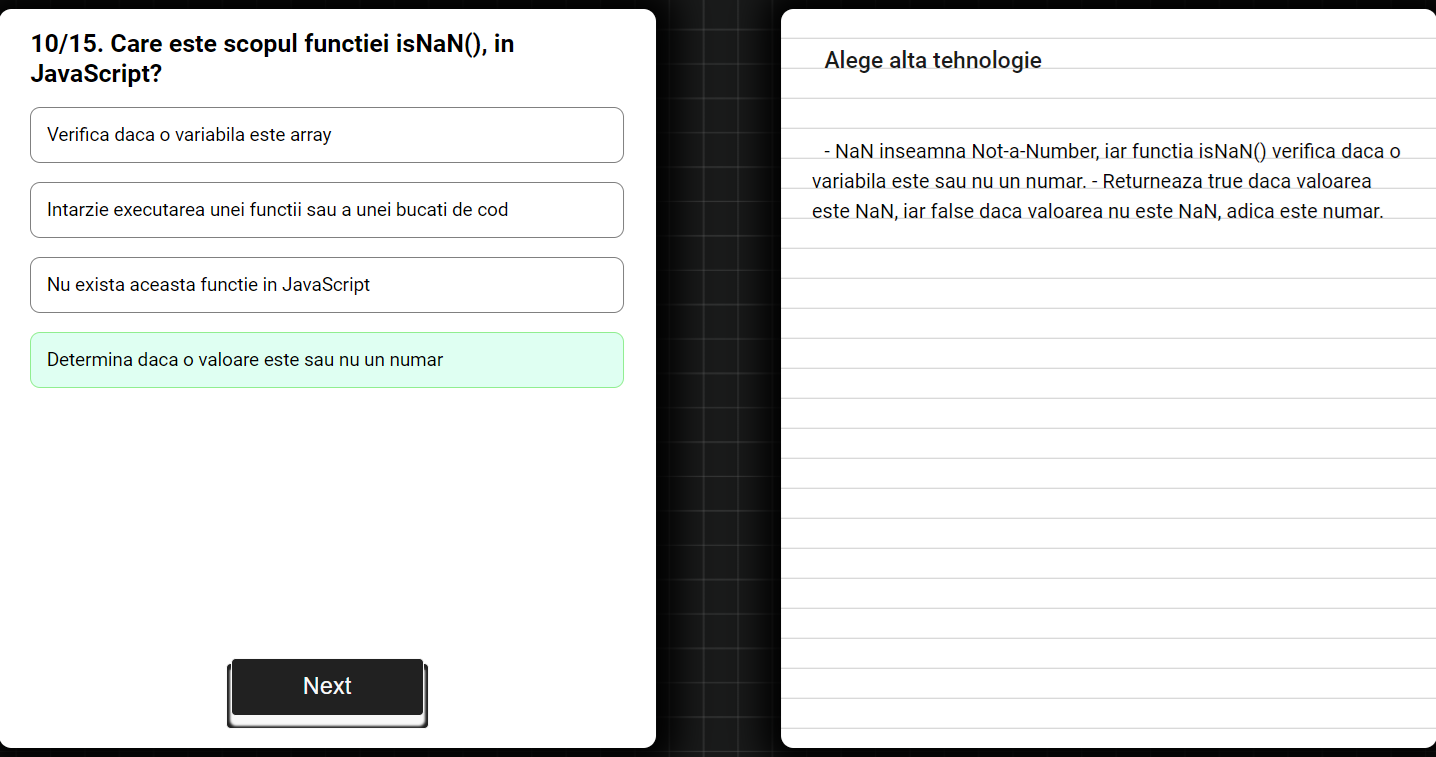 10/15. Care este scopul functiei isNaN(), in
JavaScript?
Verifica daca o variabila este array
Intarzie executarea unei functii sau a unei bucati de cod
Nu exista aceasta functie in JavaScript
Determina daca o valoare este sau nu un numar
Next
Alege alta tehnologie
- NaN inseamna Not-a-Number, iar functia isNaN() verifica daca o
variabila este sau nu un numar. - Returneaza true daca valoarea
este NaN, iar false daca valoarea nu este NaN, adica este numar.